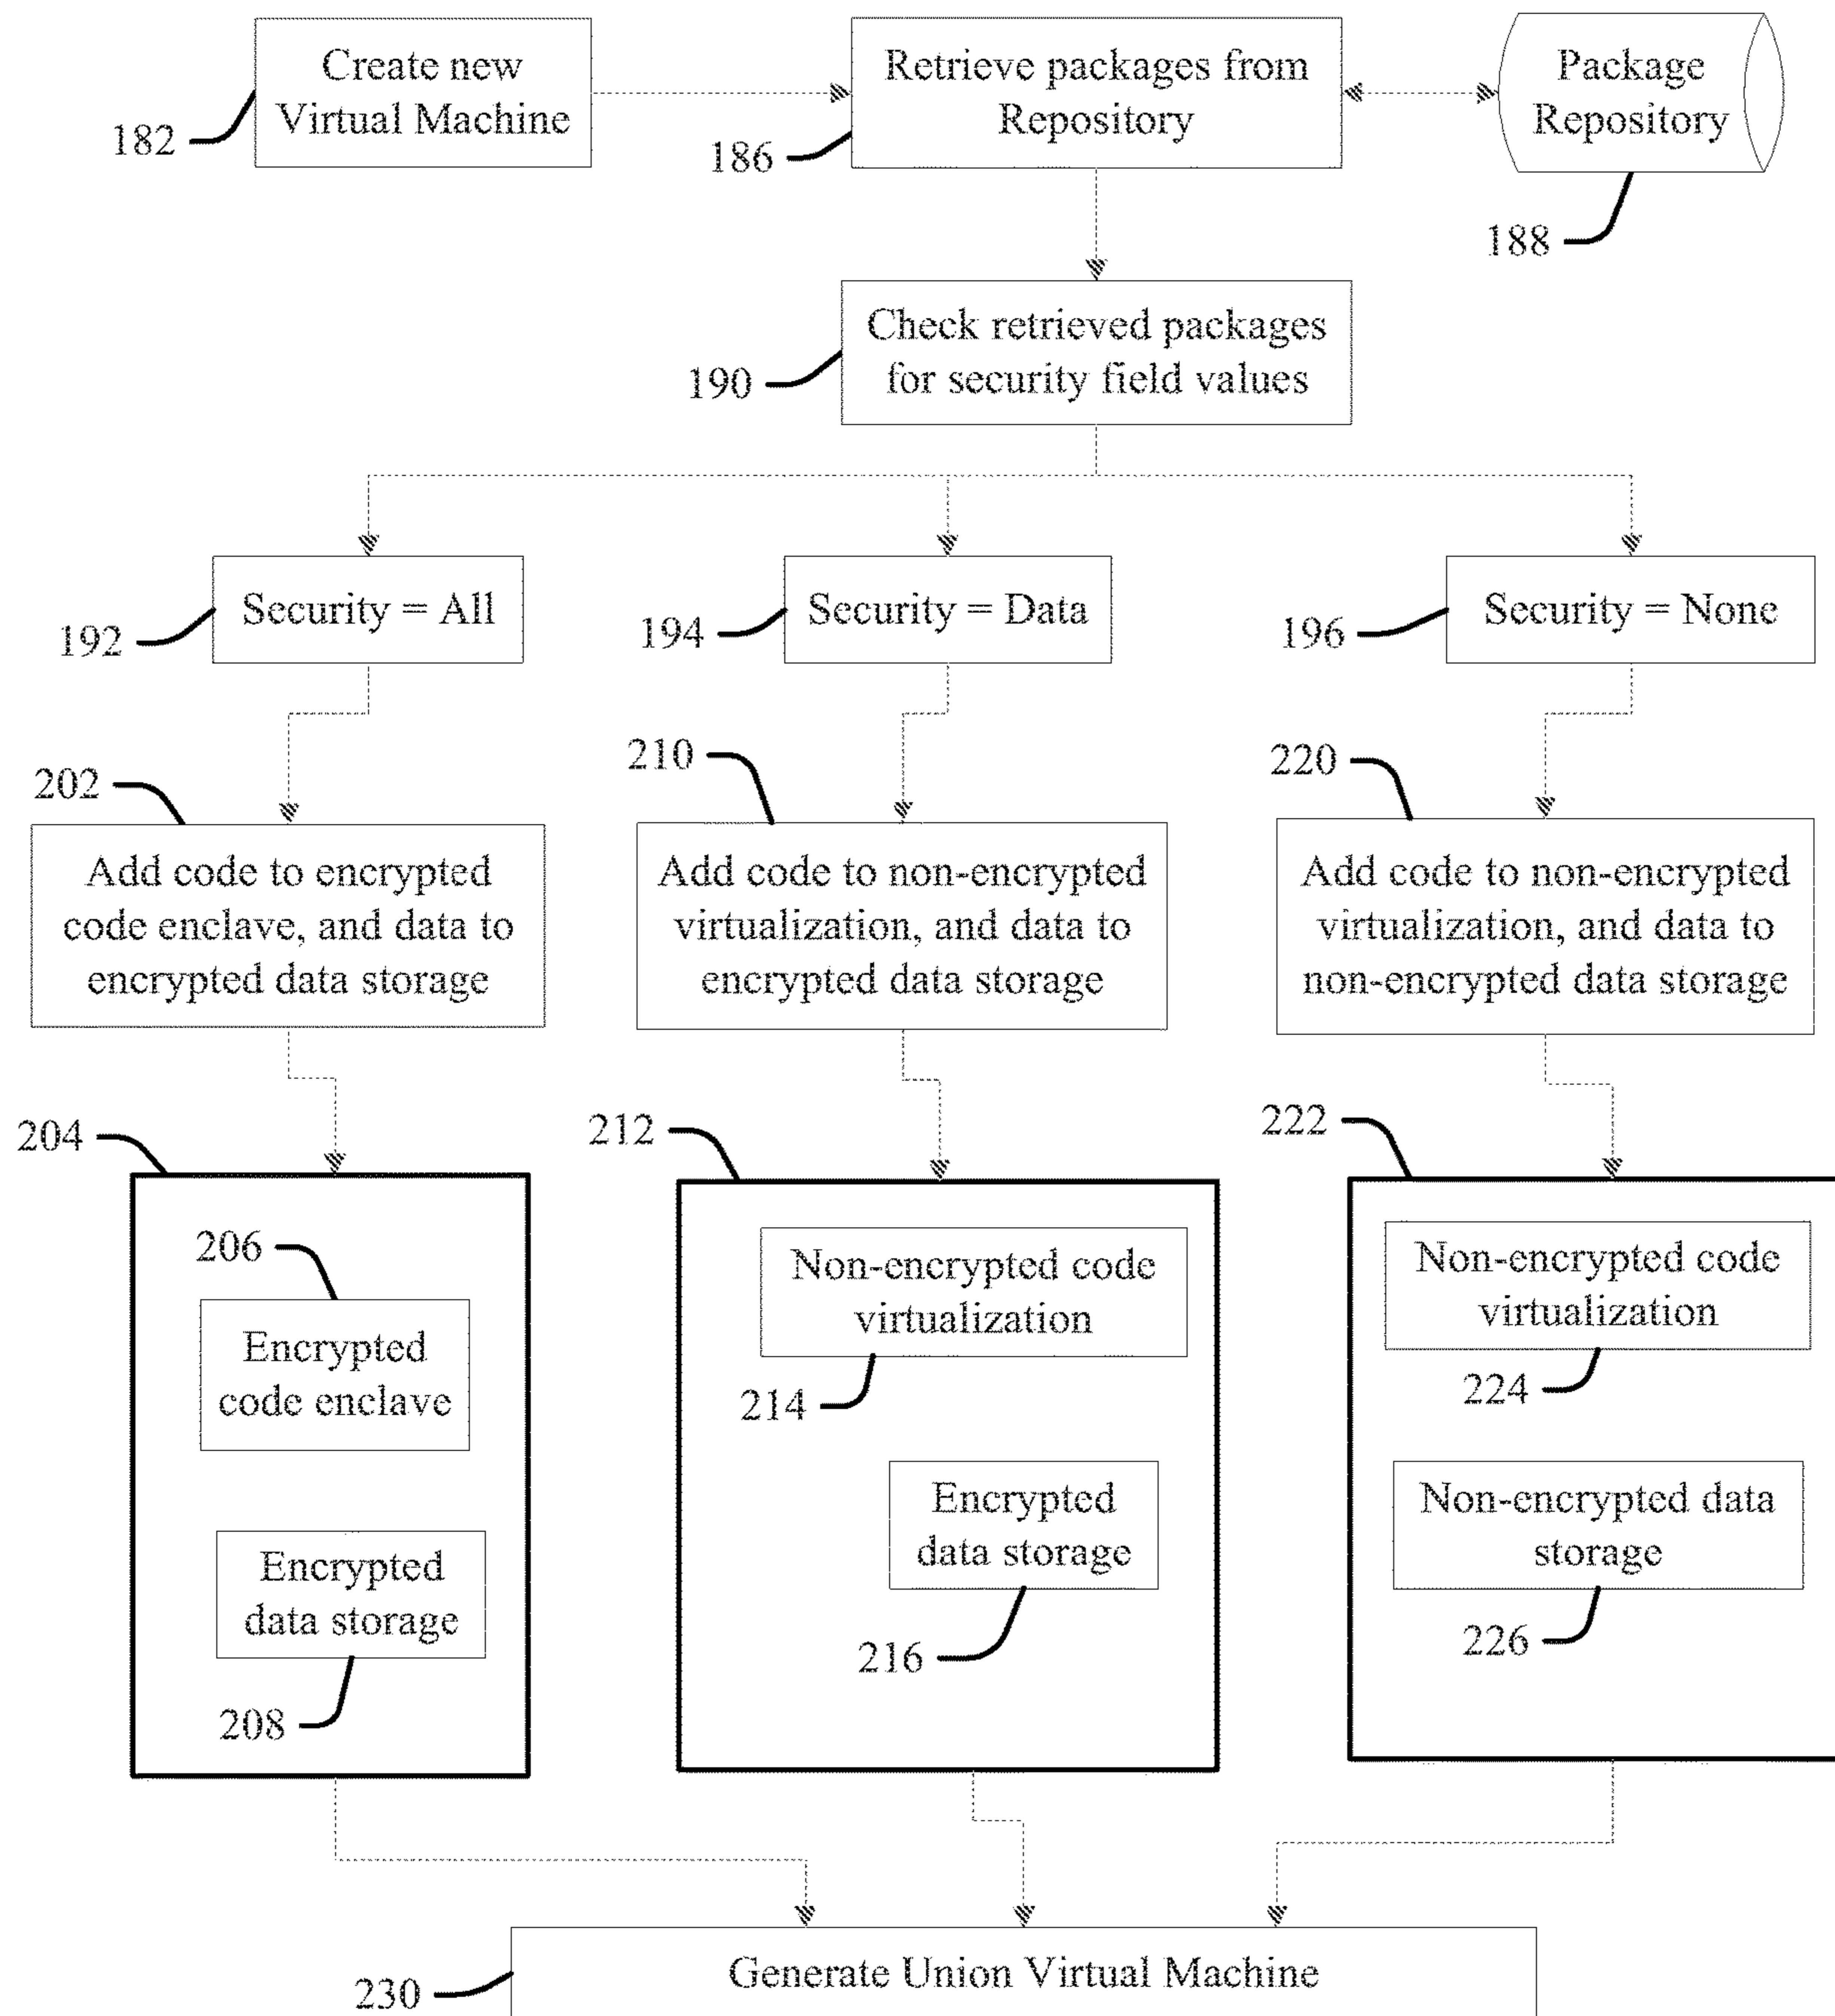 Create new
Virtual Machine
182
Retrieve packages from
Repository
186
Package
Repository
188
Check retrieved packages
for security field values
190
Security = All
192
Security = Data
194
Security = None
196
202
Add code to encrypted
code enclave, and data to
encrypted data storage
210
Add code to non-encrypted
virtualization, and data to
encrypted data storage
220
Add code to non-encrypted
virtualization, and data to
non-encrypted data storage
204
206
Encrypted
code enclave
Encrypted
data storage
208
212
Non-encrypted code
virtualization
214
Encrypted
data storage
216
222
Non-encrypted code
virtualization
224
Non-encrypted data
storage
226
Generate Union Virtual Machine
230